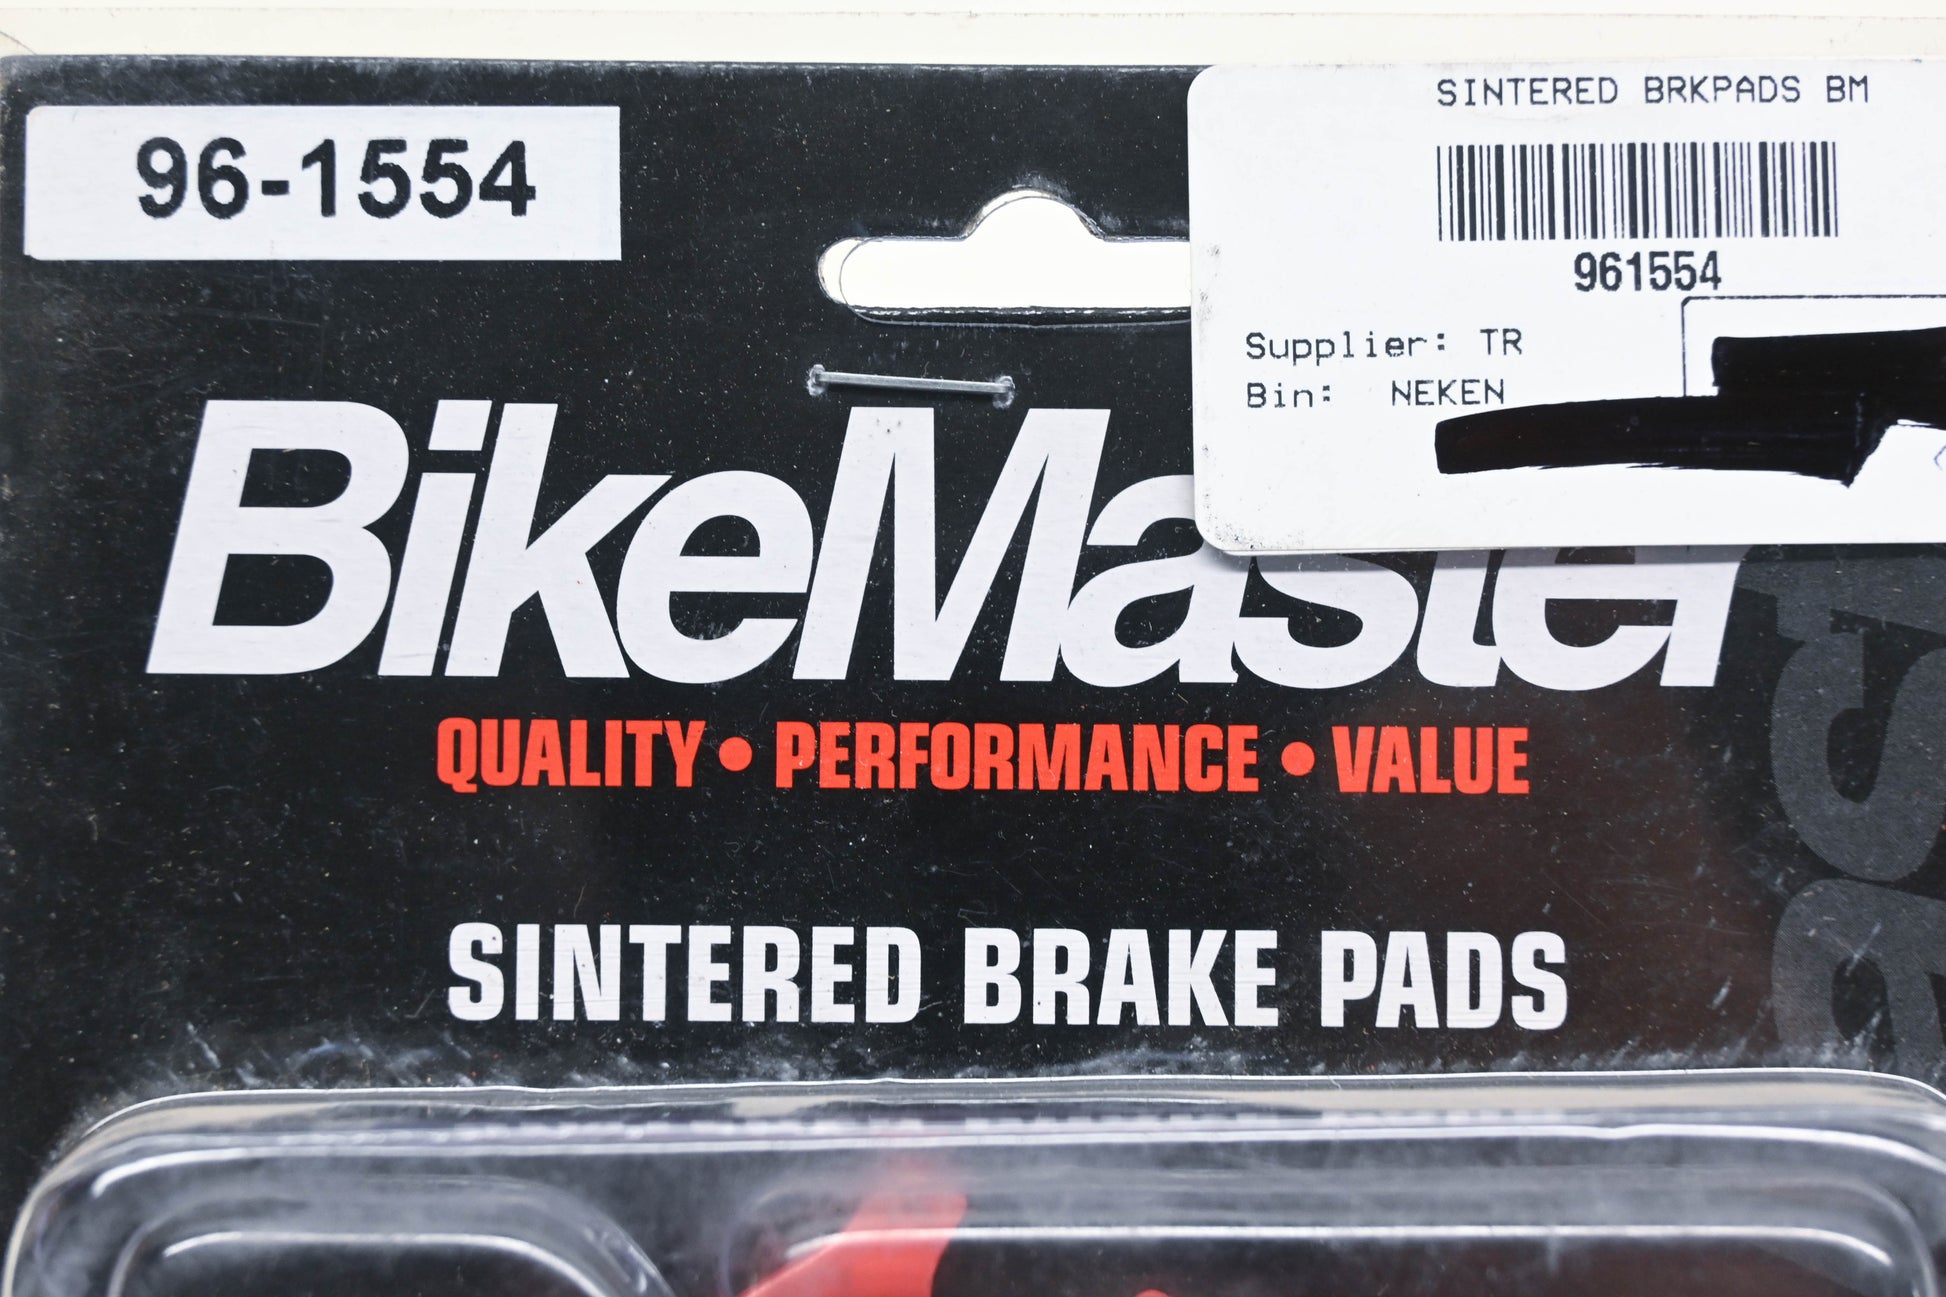 96-1554
SINTERED BRKPADS BM
961554
Supplier: TR
Bin: NEKEN
BikeMaster
QUALITY • PERFORMANCE • VALUE
SINTERED BRAKE PADS